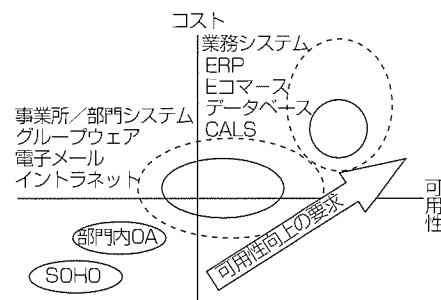 コスト
業務システム
ERP
Eコマース
データベース
CALS
事業所／部門システム
グループウェア
電子メール
イントラネット
可用性
部門内OA
SOHO
可用性向上の要求